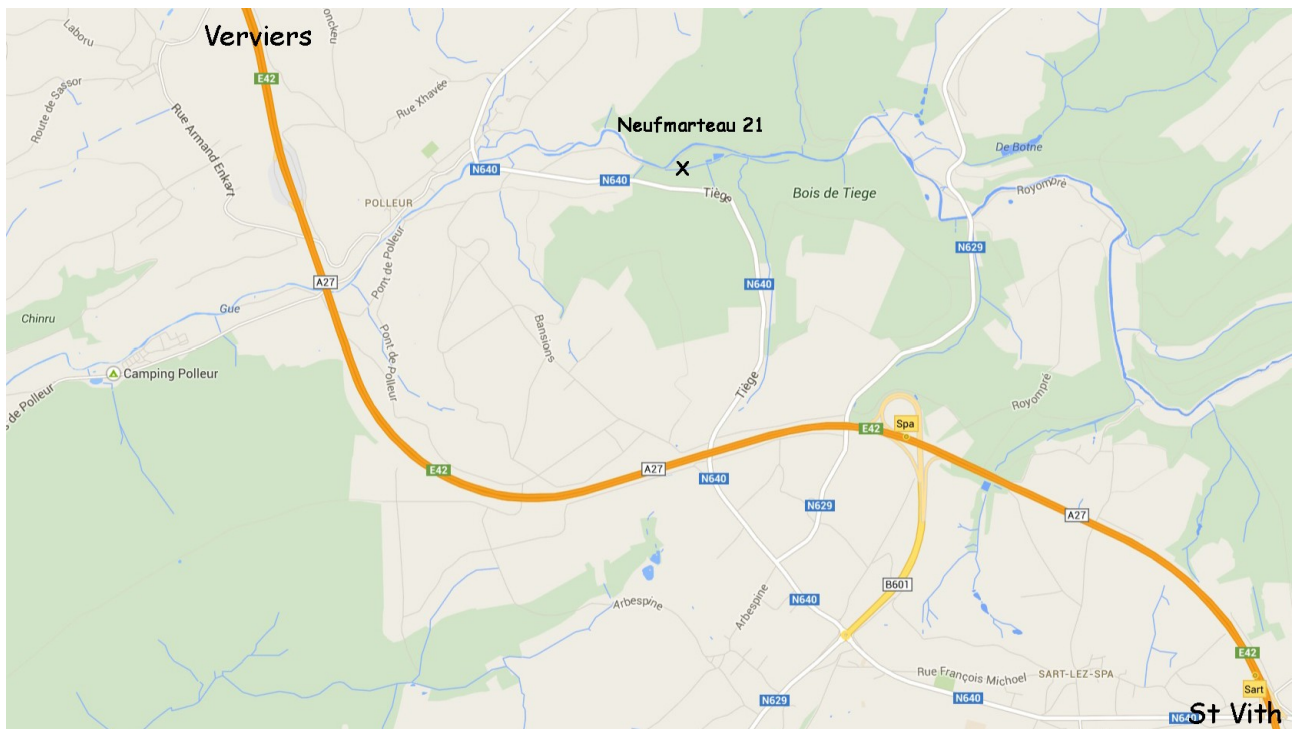 Laboru
Verviers
onckeu
E42
Route de Sassor
Rue Xhavée
Rue Armand Enkart
Neufmarteau 21
X
De Botne
N640
N640
Tiège
Bois de Tiege
Royompré
POLLEUR
Pont de Polleur
N629
A27
N640
Gue
Chinru
Bansions
Pont de Polleur
Camping Polleur
s de Polleur
Tiège
Royompré
E42
Spa
E42
A27
N640
N629
A27
B601
Arbespine
Arbespine
N640
E42
Rue François Michoel
SART-LEZ-SPA
Sart
N629
N640
N640
St Vith